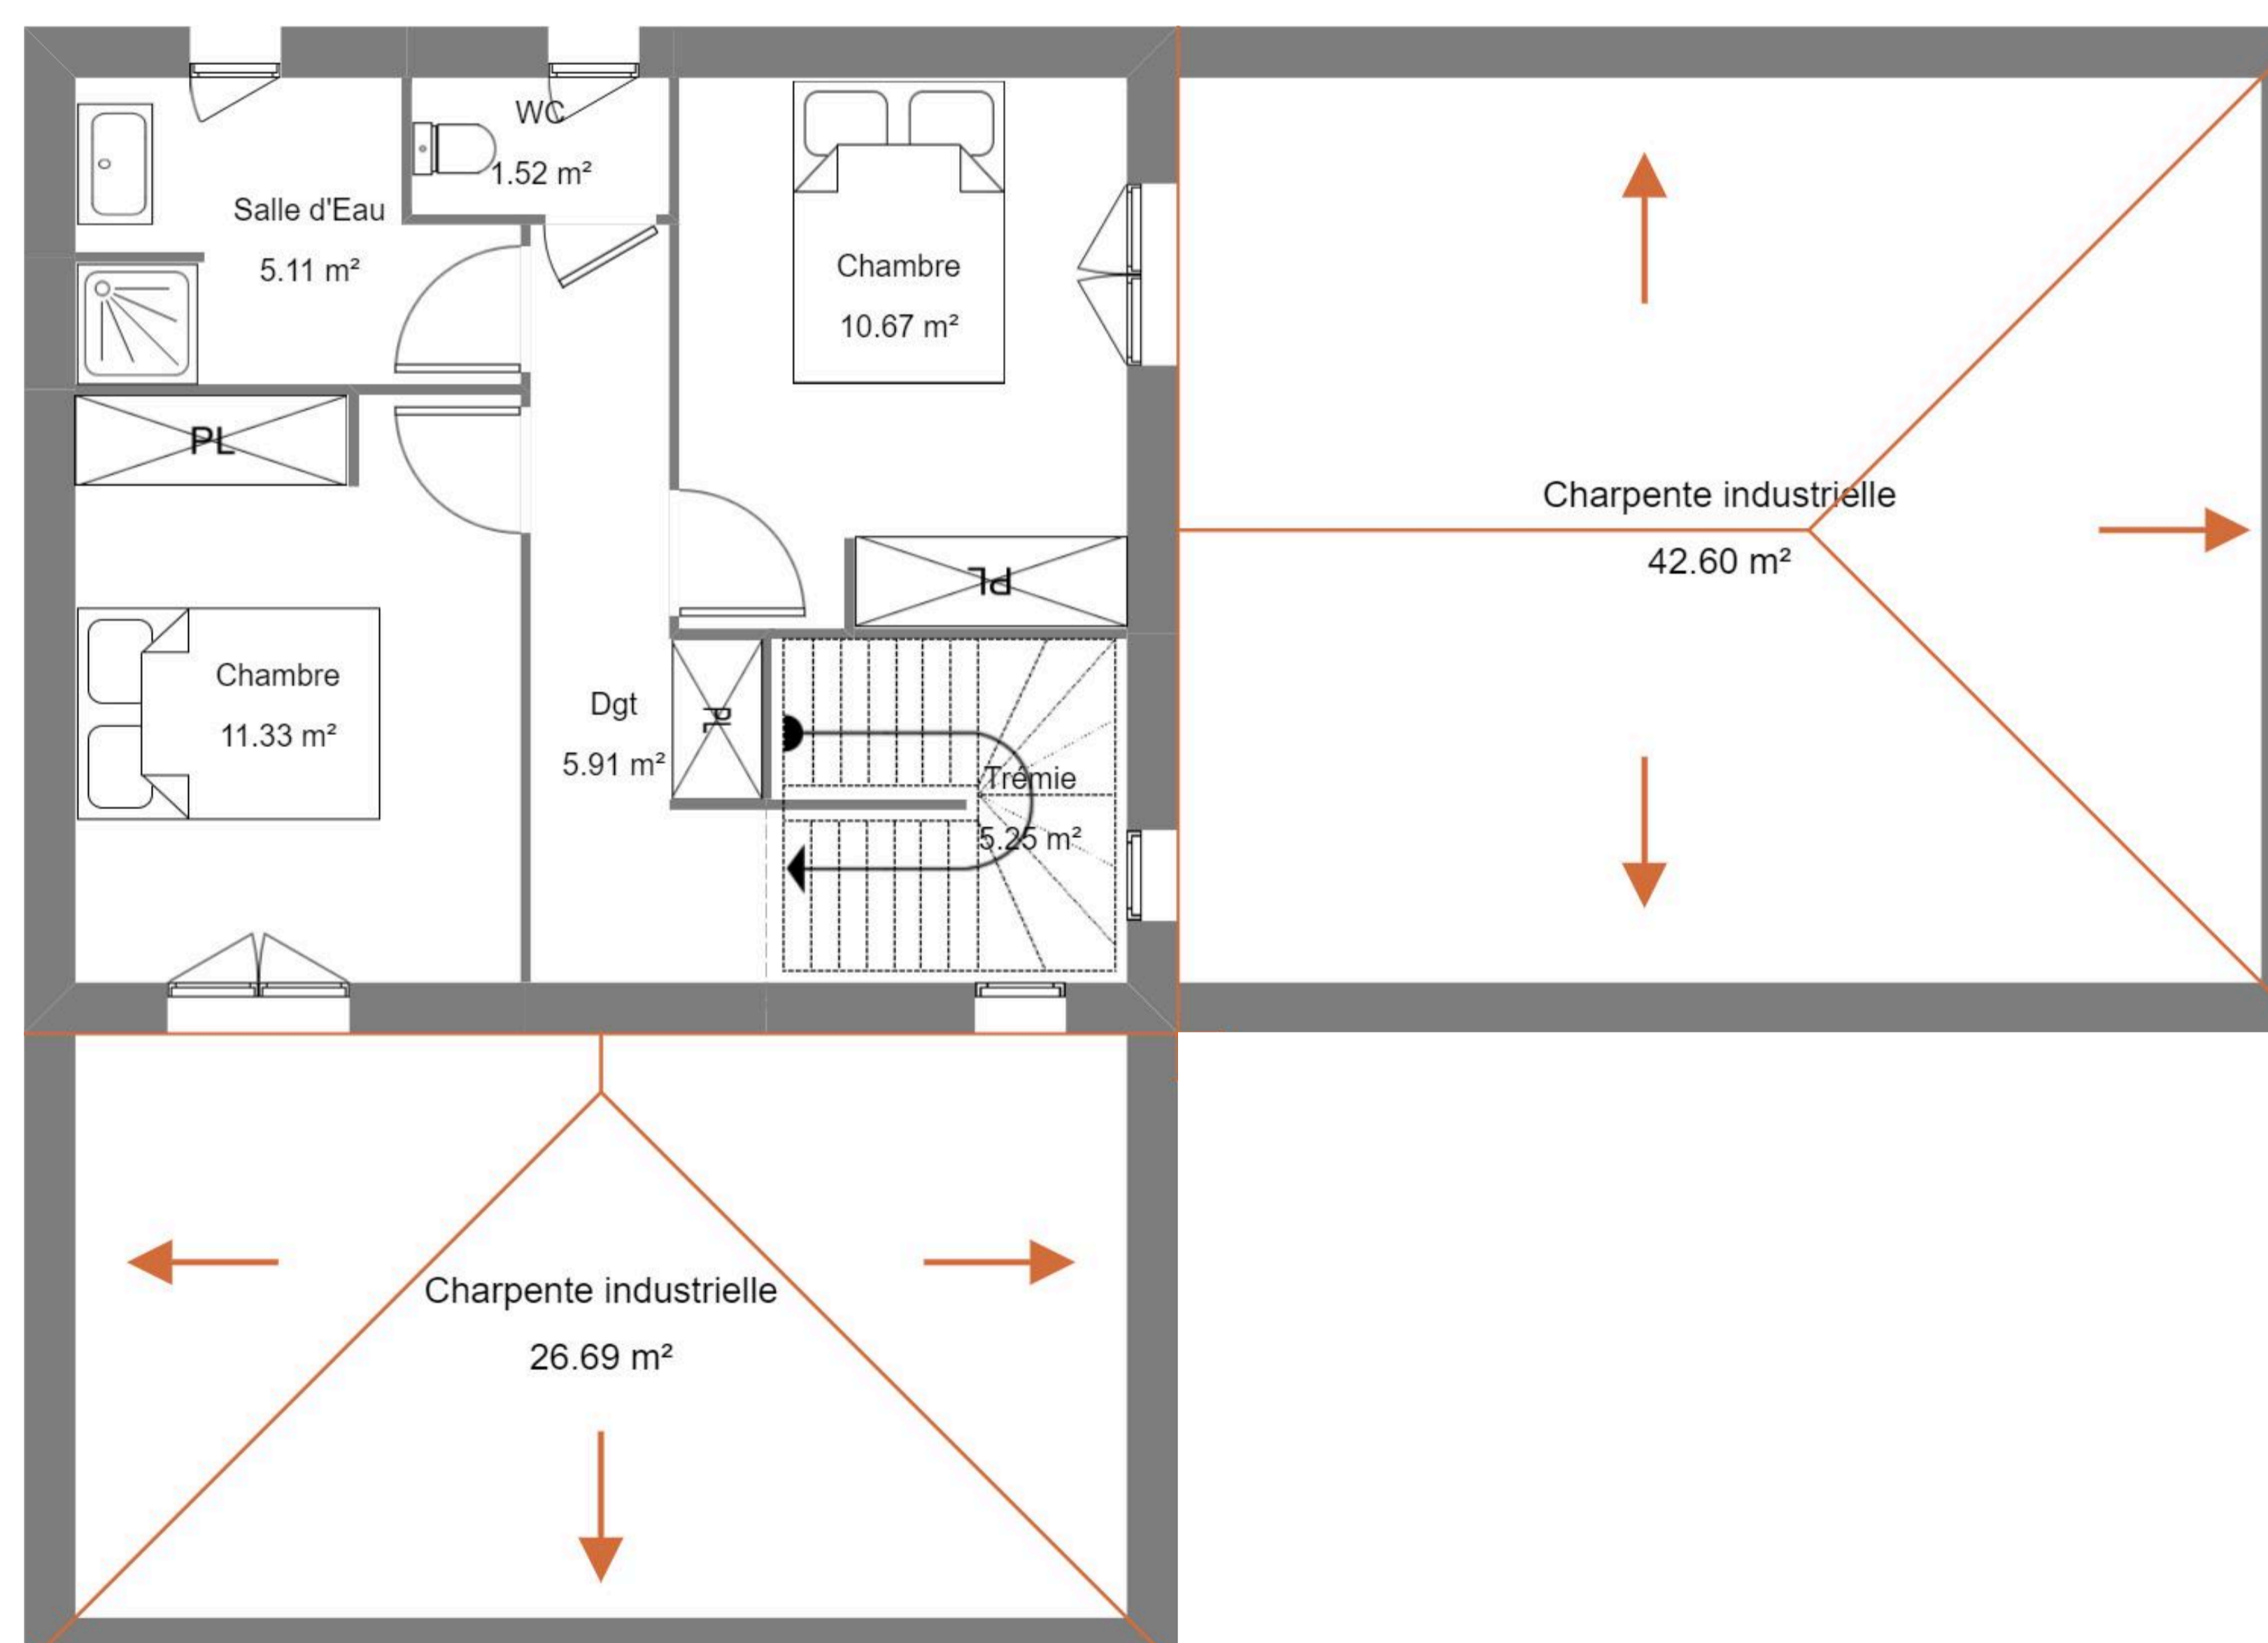 WC
1.52 m²
Salle d'Eau
5.11 m²
Chambre
10.67 m²
PL
Charpente industrielle
42.60 m²
PL
Chambre
11.33 m²
Dgt
5.91 m²
PL
Trémie
5.25 m²
Charpente industrielle
26.69 m²